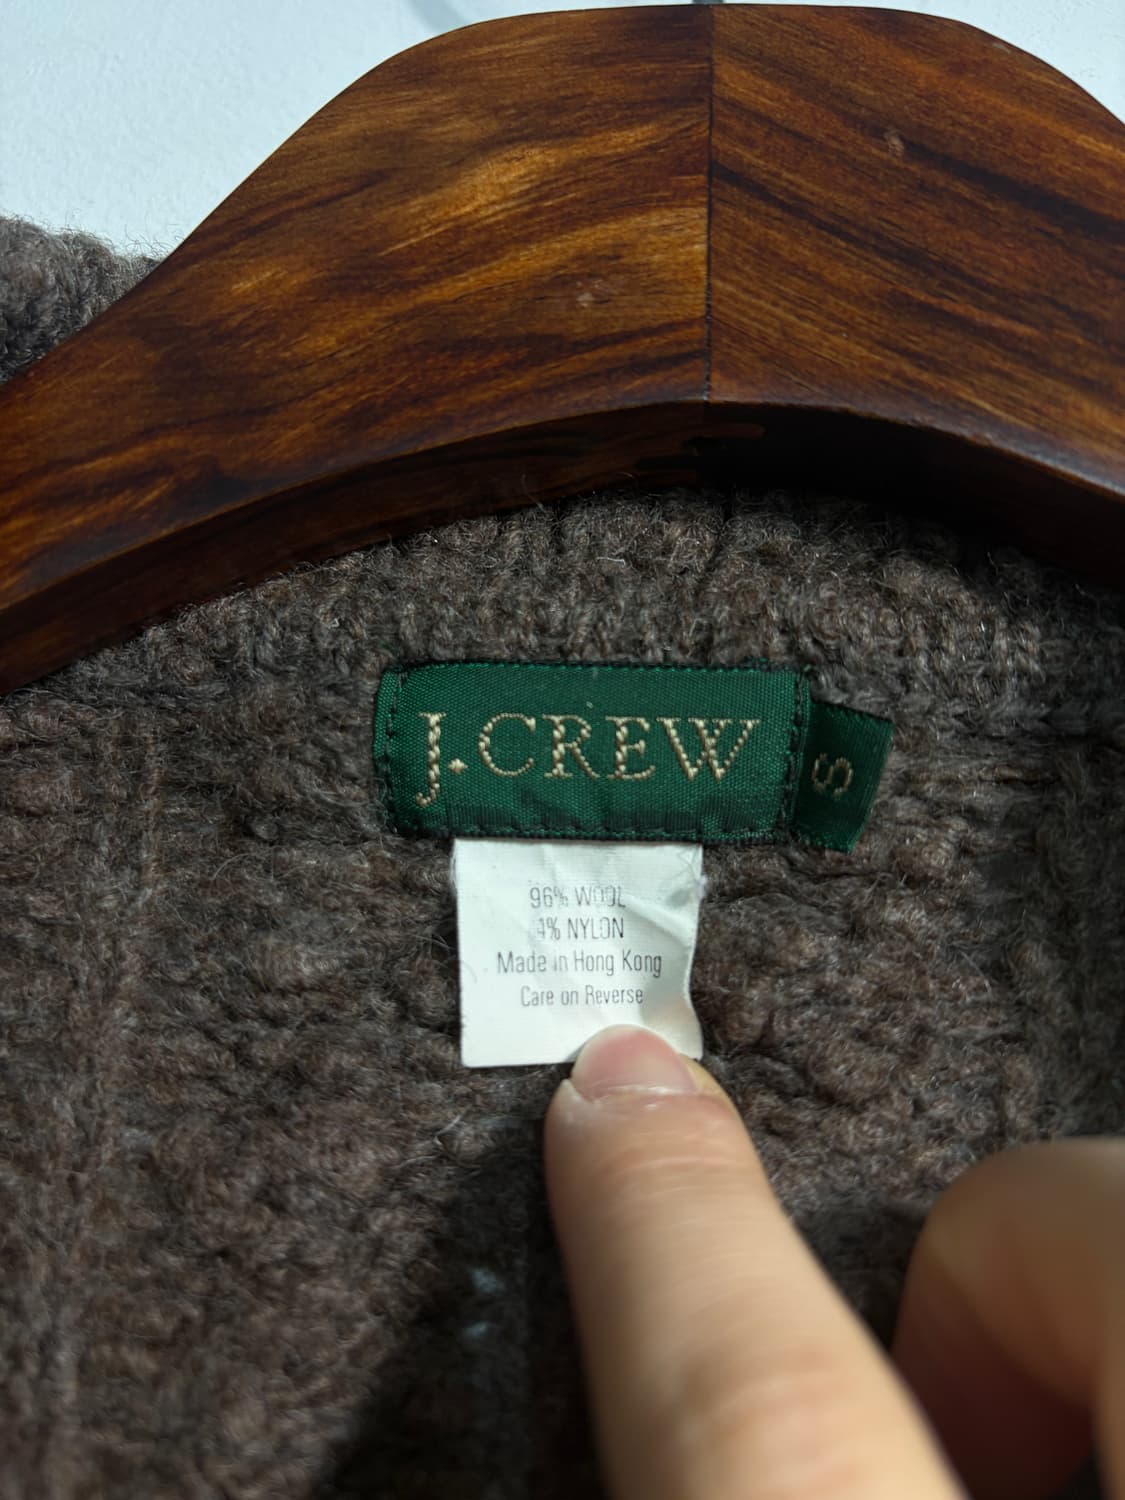 J.CREW
S
96% WOOL
4% NYLON
Made in Hong Kong
Care on Reverse